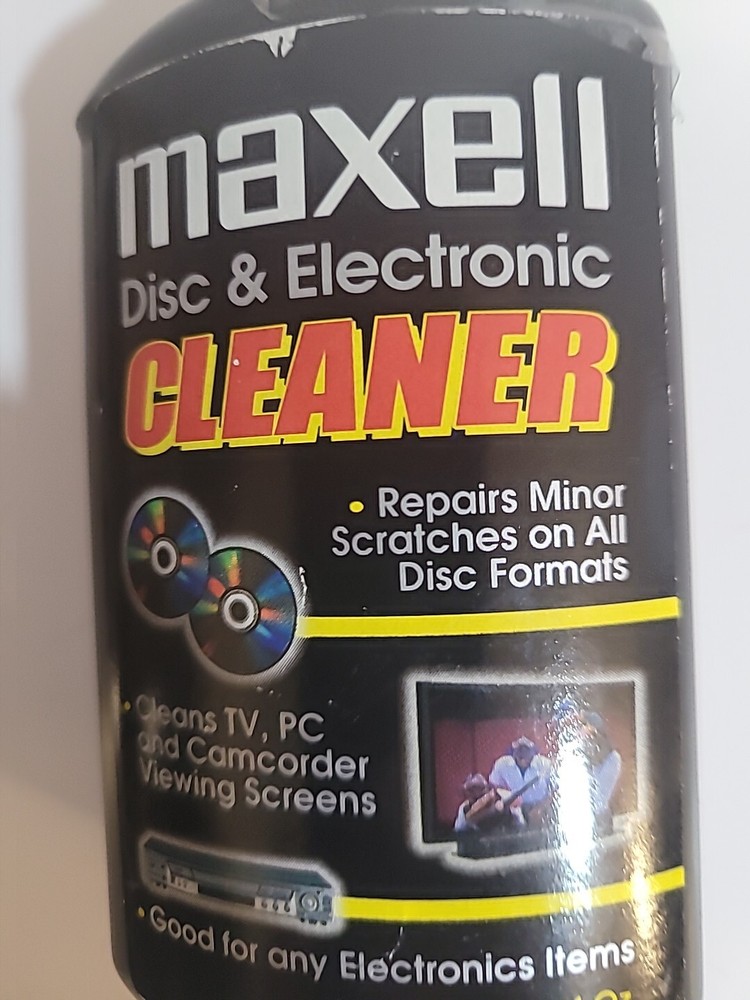 maxell
Disc & Electronic
CLEANER
• Repairs Minor
Scratches on All
Disc Formats
• Cleans TV, PC
and Camcorder
Viewing Screens
• Good for any Electronics Items